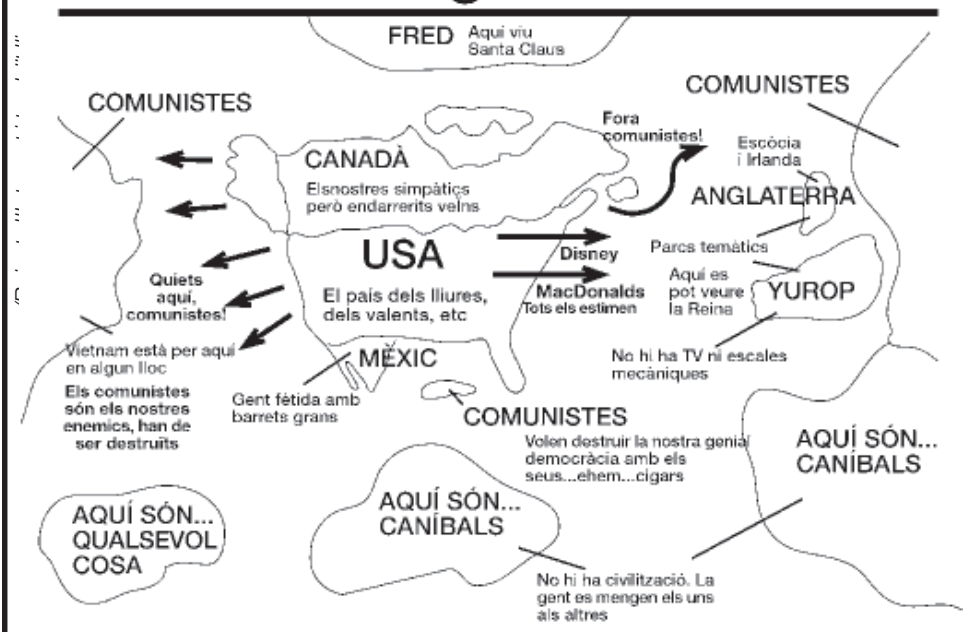 FRED
Aquí viu
Santa Claus
COMUNISTES
COMUNISTES
Fora
comunistes!
Escòcia
i Irlanda
CANADÀ
Elsnostres simpàtics
però endarrerits veïns
ANGLATERRA
USA
Disney
Parcs temàtics
Quiets
aquí,
comunistes!
El país dels lliures,
dels valents, etc
MacDonalds
Tots els estimen
Aquí es
pot veure
la Reina
YUROP
Vietnam està per aquí
en algun lloc
MÈXIC
No hi ha TV ni escales
mecàniques
Els comunistes
són els nostres
enemics, han de
ser destruïts
Gent fètida amb
barrets grans
COMUNISTES
Volen destruir la nostra genial
democràcia amb els
seus...ehem...cigars
AQUÍ SÓN...
CANÍBALS
AQUÍ SÓN...
QUALSEVOL
COSA
AQUÍ SÓN...
CANÍBALS
No hi ha civilització. La
gent es mengen els uns
als altres